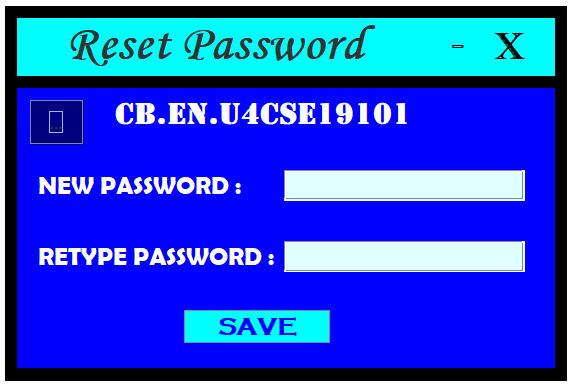 Reset Password - X
CB.EN.U4CSE19101
NEW PASSWORD :
RETYPE PASSWORD :
SAVE